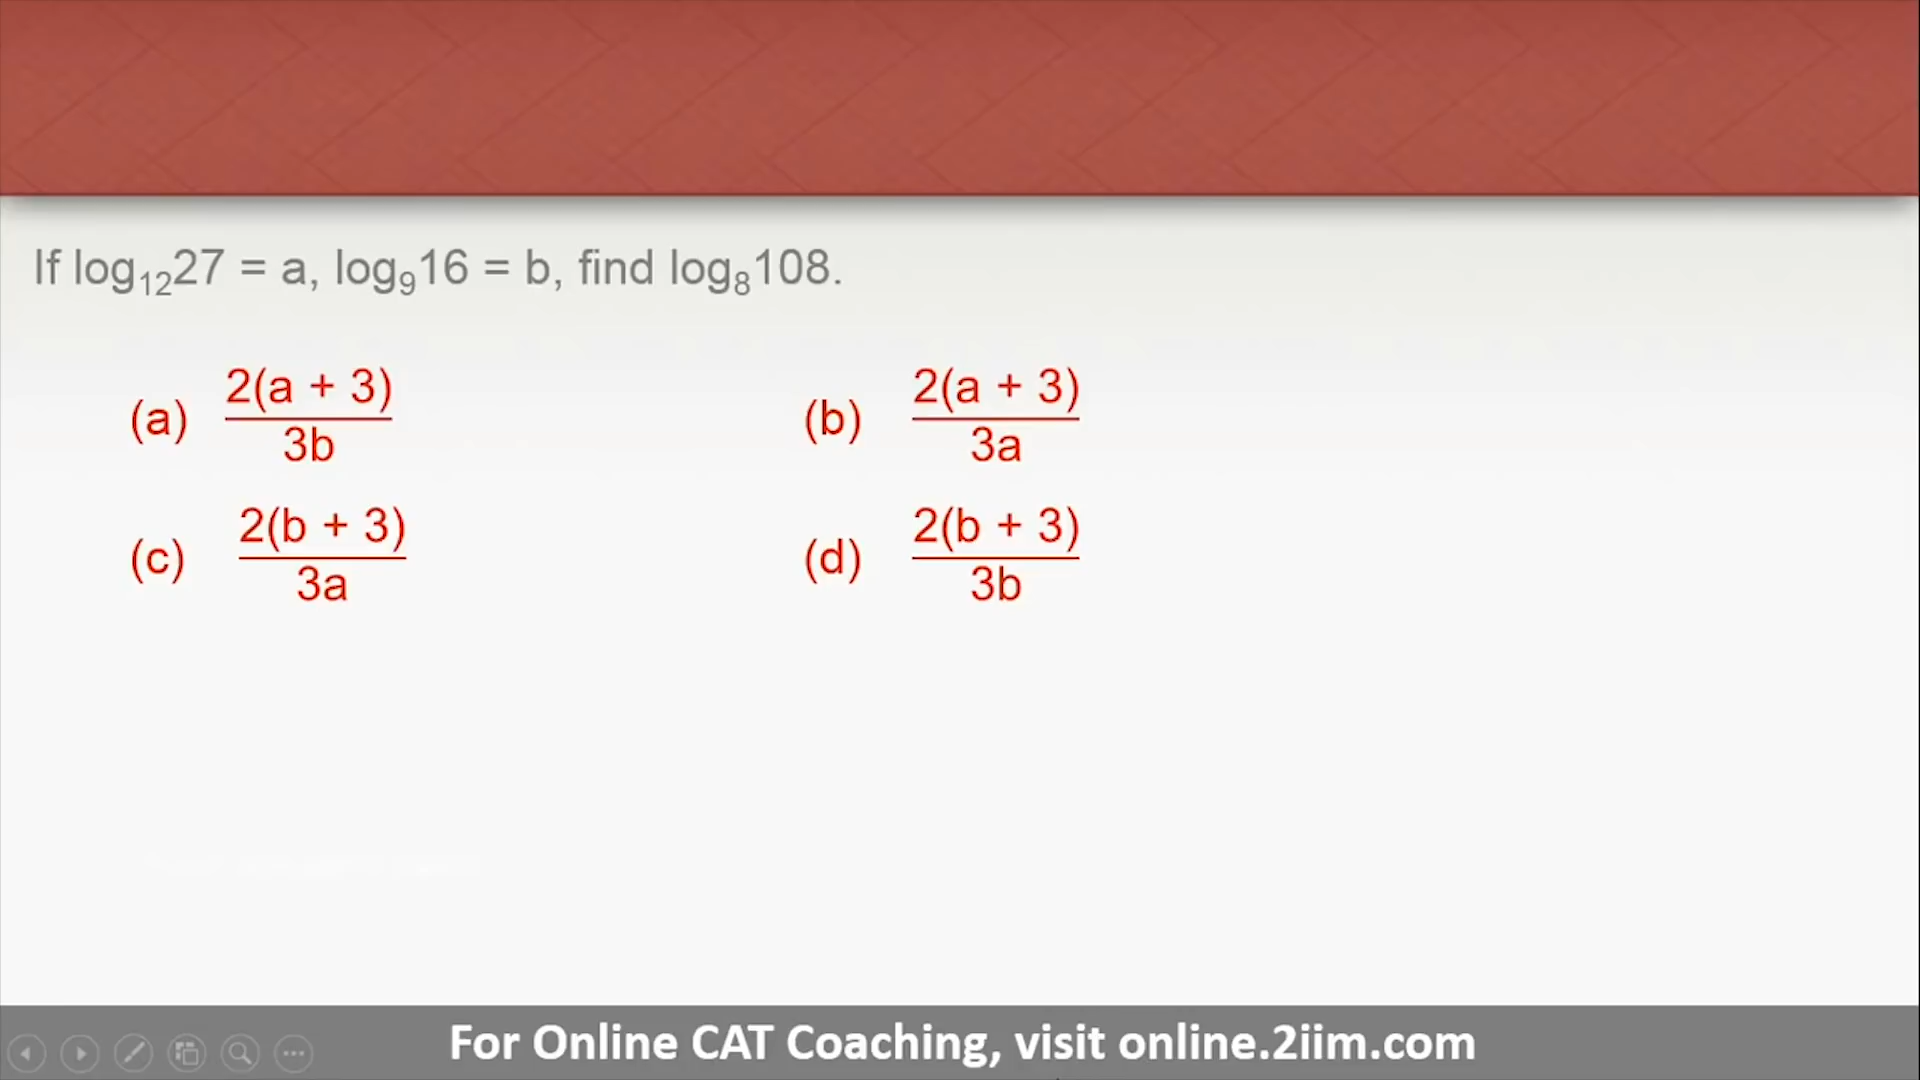 If log₁₂27 = a, log₉16 = b, find log₈108.
(a) 2(a + 3)
3b
(b) 2(a + 3)
3a
(c) 2(b + 3)
3a
(d) 2(b + 3)
3b
For Online CAT Coaching, visit online.2iim.com